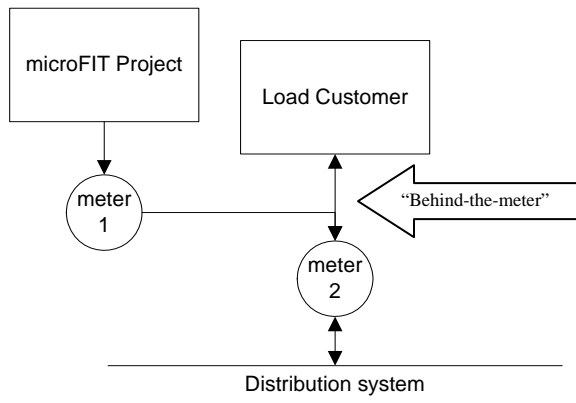 microFIT Project
Load Customer
meter
1
“Behind-the-meter”
meter
2
Distribution system